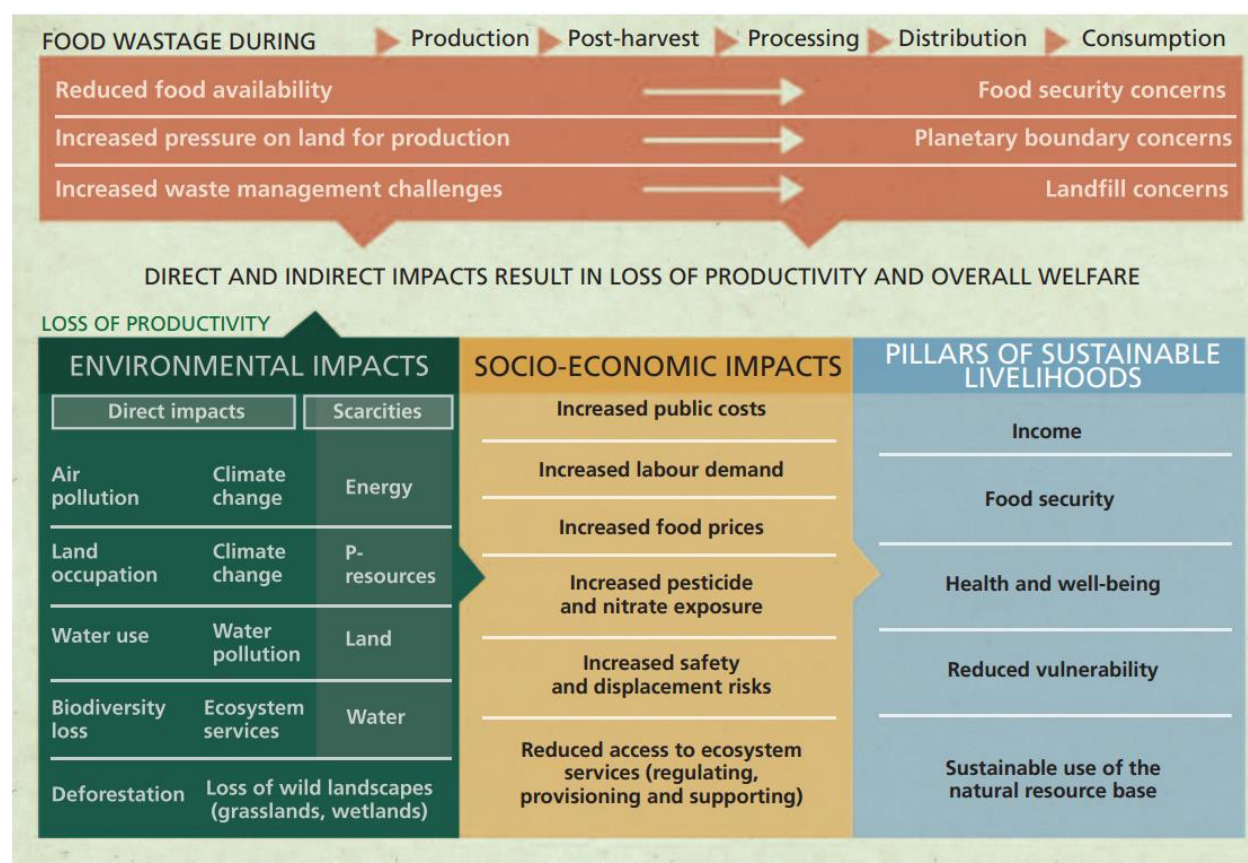 FOOD WASTAGE DURING Production Post-harvest Processing Distribution Consumption
Reduced food availability Food security concerns
Increased pressure on land for production Planetary boundary concerns
Increased waste management challenges Landfill concerns
DIRECT AND INDIRECT IMPACTS RESULT IN LOSS OF PRODUCTIVITY AND OVERALL WELFARE
LOSS OF PRODUCTIVITY
ENVIRONMENTAL IMPACTS
Direct impacts Scarcities
Air
pollution
Climate
change
Energy
Land
occupation
Climate
change
P-
resources
Water use
Water
pollution
Land
Biodiversity
loss
Ecosystem
services
Water
Deforestation
Loss of wild landscapes
(grasslands, wetlands)
SOCIO-ECONOMIC IMPACTS
Increased public costs
Increased labour demand
Increased food prices
Increased pesticide
and nitrate exposure
Increased safety
and displacement risks
Reduced access to ecosystem
services (regulating,
provisioning and supporting)
PILLARS OF SUSTAINABLE
LIVELIHOODS
Income
Food security
Health and well-being
Reduced vulnerability
Sustainable use of the
natural resource base